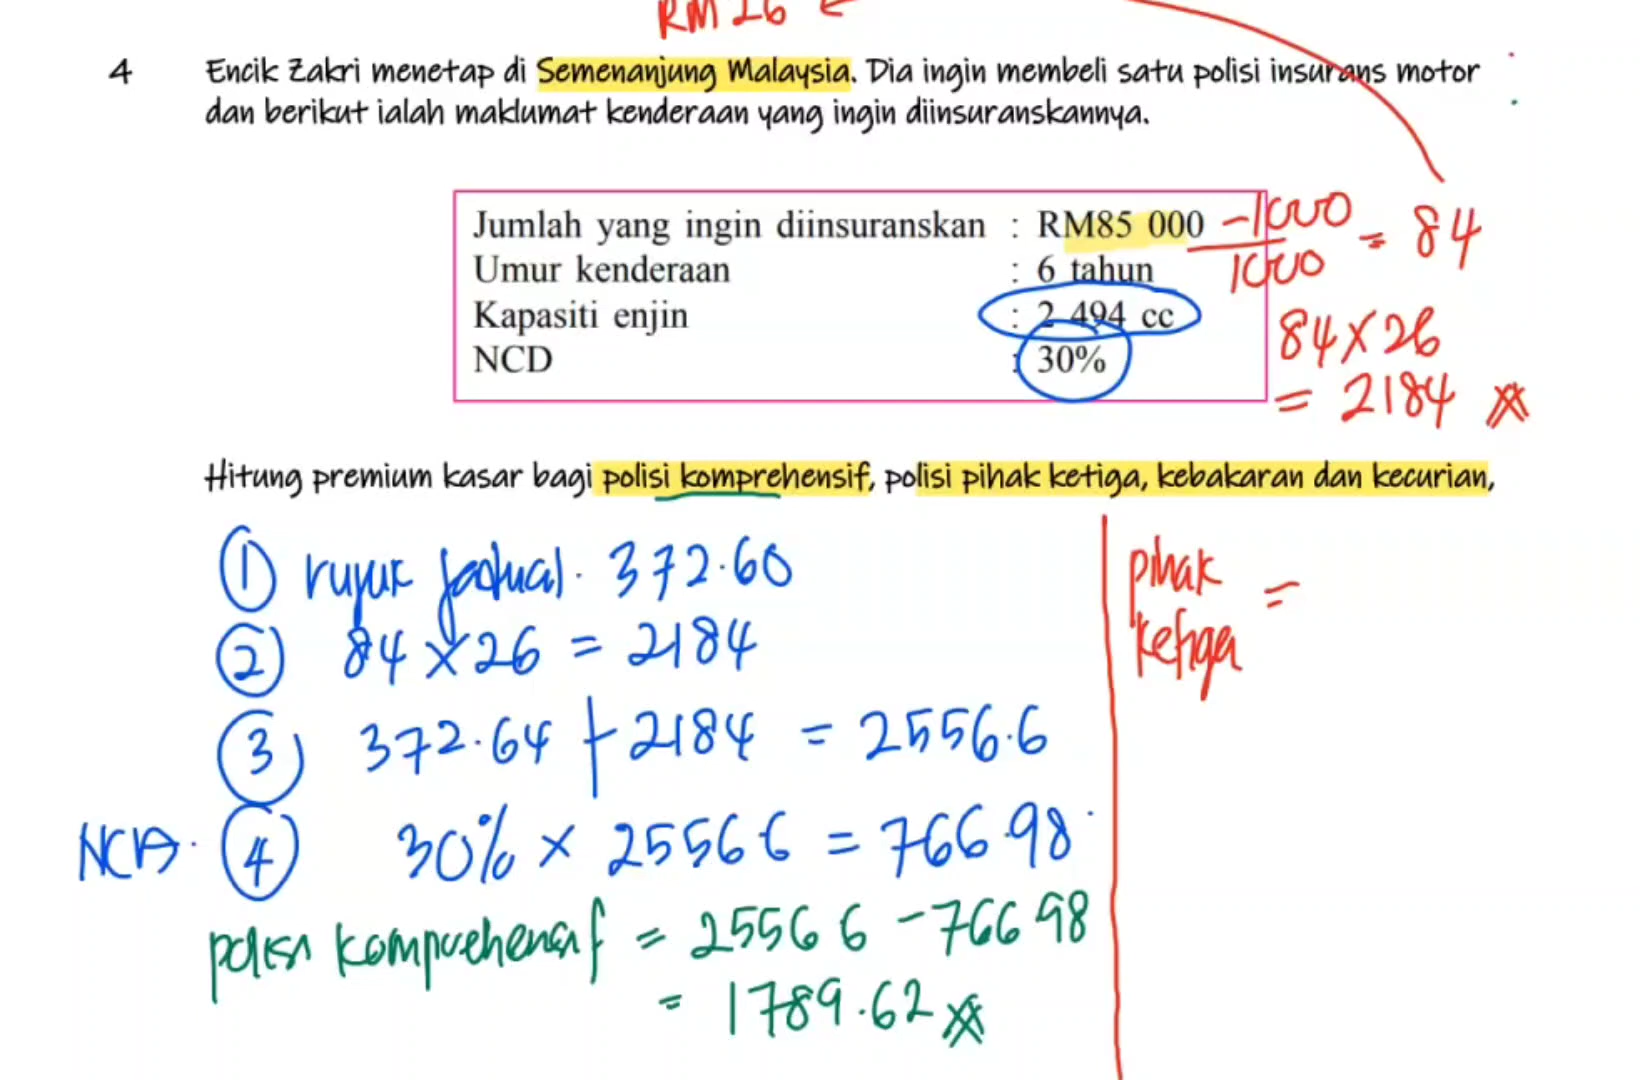 RM 26 ←
4 Encik Zakri menetap di Semenanjung Malaysia. Dia ingin membeli satu polisi insurans motor
dan berikut ialah maklumat kenderaan yang ingin diinsuranskannya.
Jumlah yang ingin diinsuranskan : RM85 000 -1000 = 84
Umur kenderaan : 6 tahun 1000
Kapasiti enjin : 2 494 cc 84 x 26
NCD : 30% = 2184
Hitung premium kasar bagi polisi komprehensif, polisi pihak ketiga, kebakaran dan kecurian,
① rujuk jadual. 372.60
② 84 x 26 = 2184
③ 372.64 + 2184 = 2556.6
NCD. ④ 30% x 2556 6 = 766.98
polisi komprehensif = 2556 6 - 766 98
= 1789.62
pihak =
ketiga